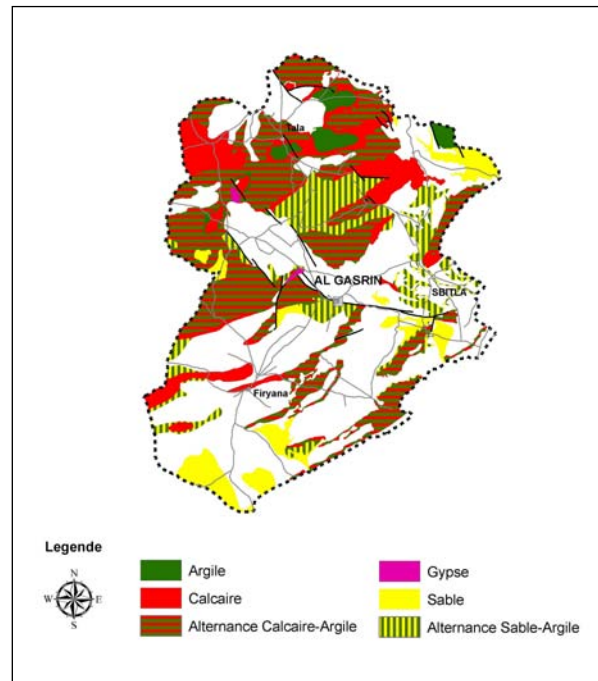 Tala
AL GASRIN
SBITLA
Firyana
Legende
N
W E
S
Argile
Calcaire
Alternance Calcaire-Argile
Gypse
Sable
Alternance Sable-Argile